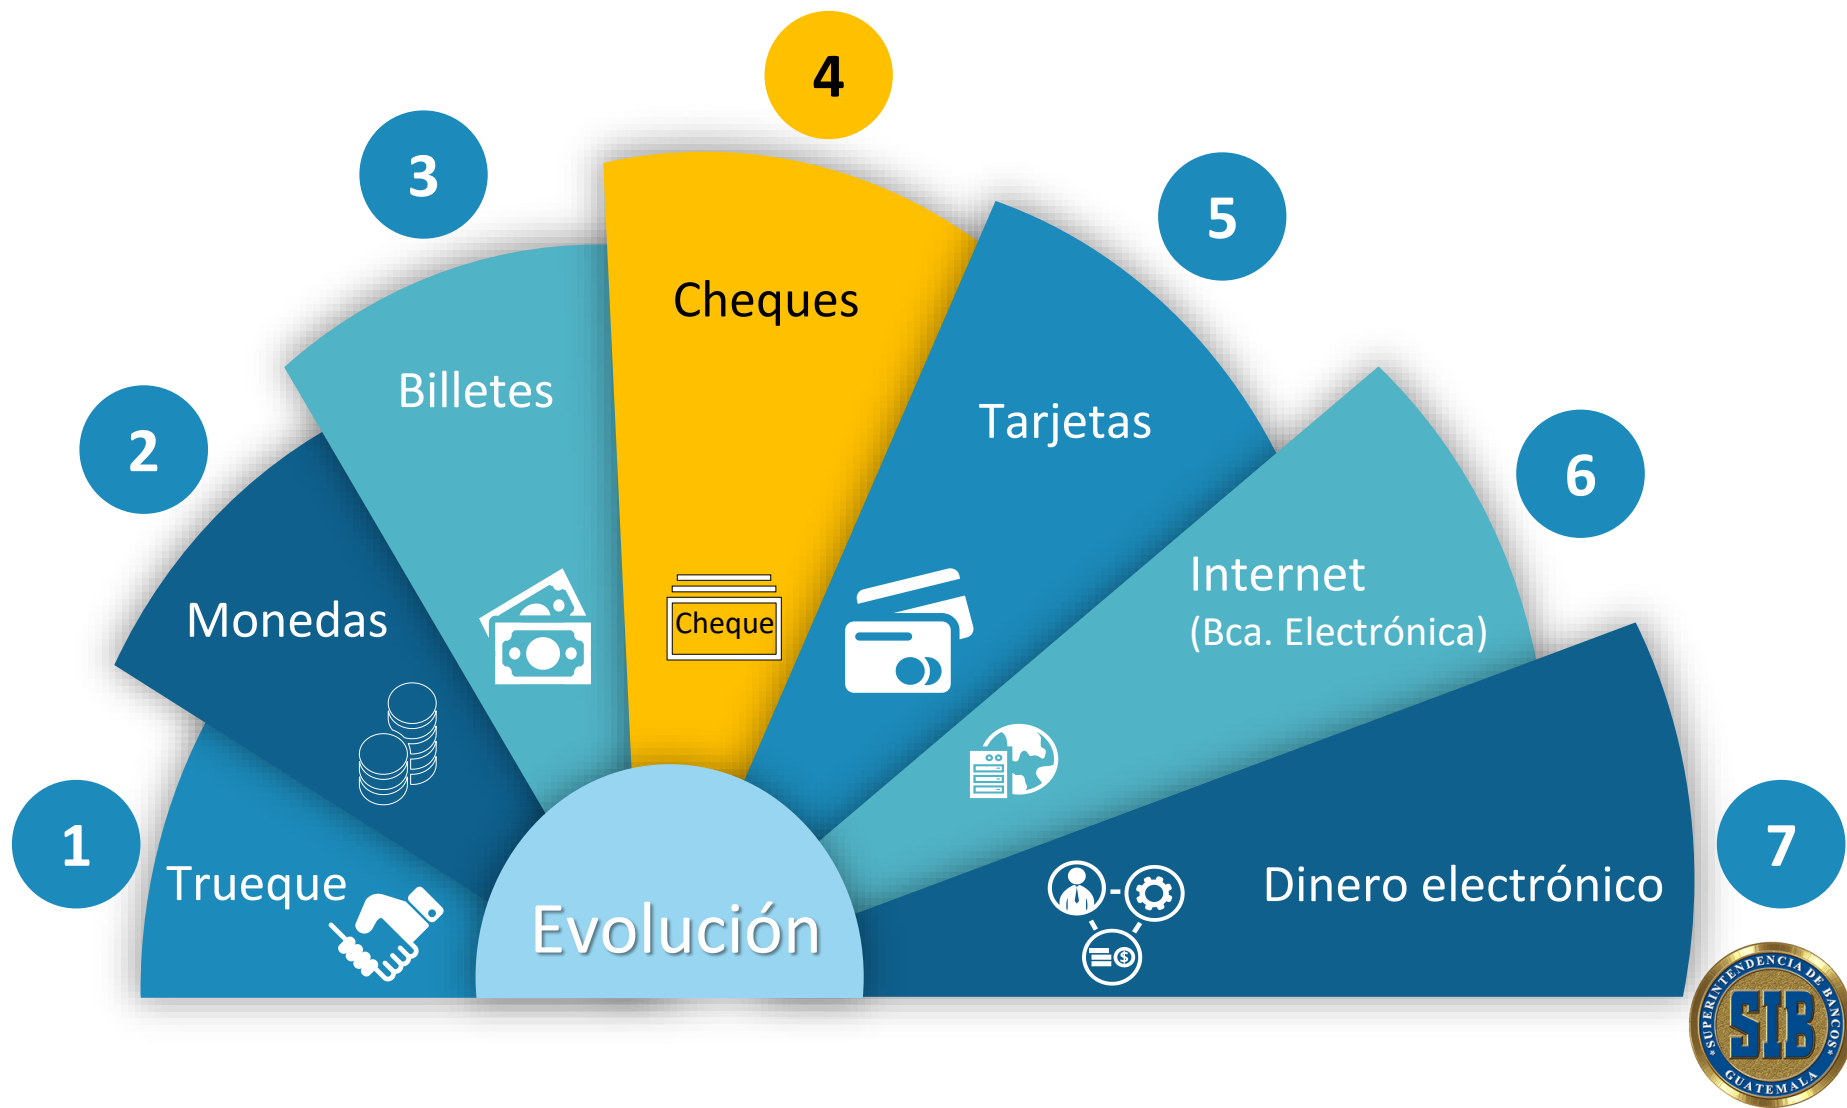 1
Trueque
2
Monedas
3
Billetes
4
Cheques
Cheque
5
Tarjetas
6
Internet
(Bca. Electrónica)
7
Dinero electrónico
$
Evolución
*SUPERINTENDENCIA DE BANCOS*
SIB
GUATEMALA